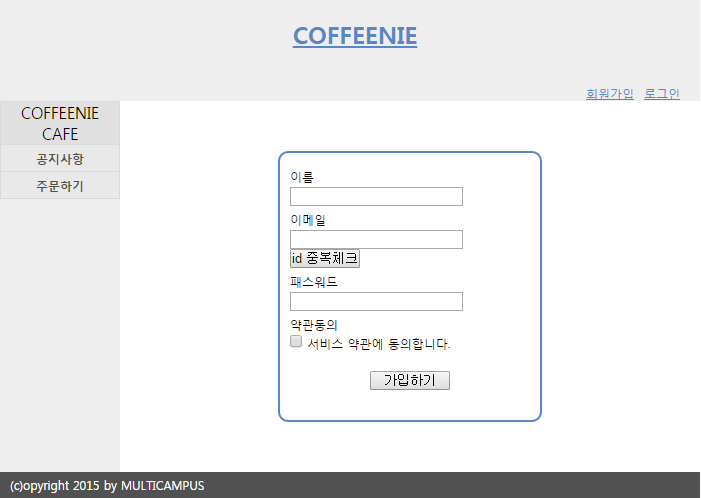 COFFEENIE
회원가입 로그인
COFFEENIE
CAFE
공지사항
주문하기
이름
이메일
id 중복체크
패스워드
약관동의
서비스 약관에 동의합니다.
가입하기
(c)opyright 2015 by MULTICAMPUS